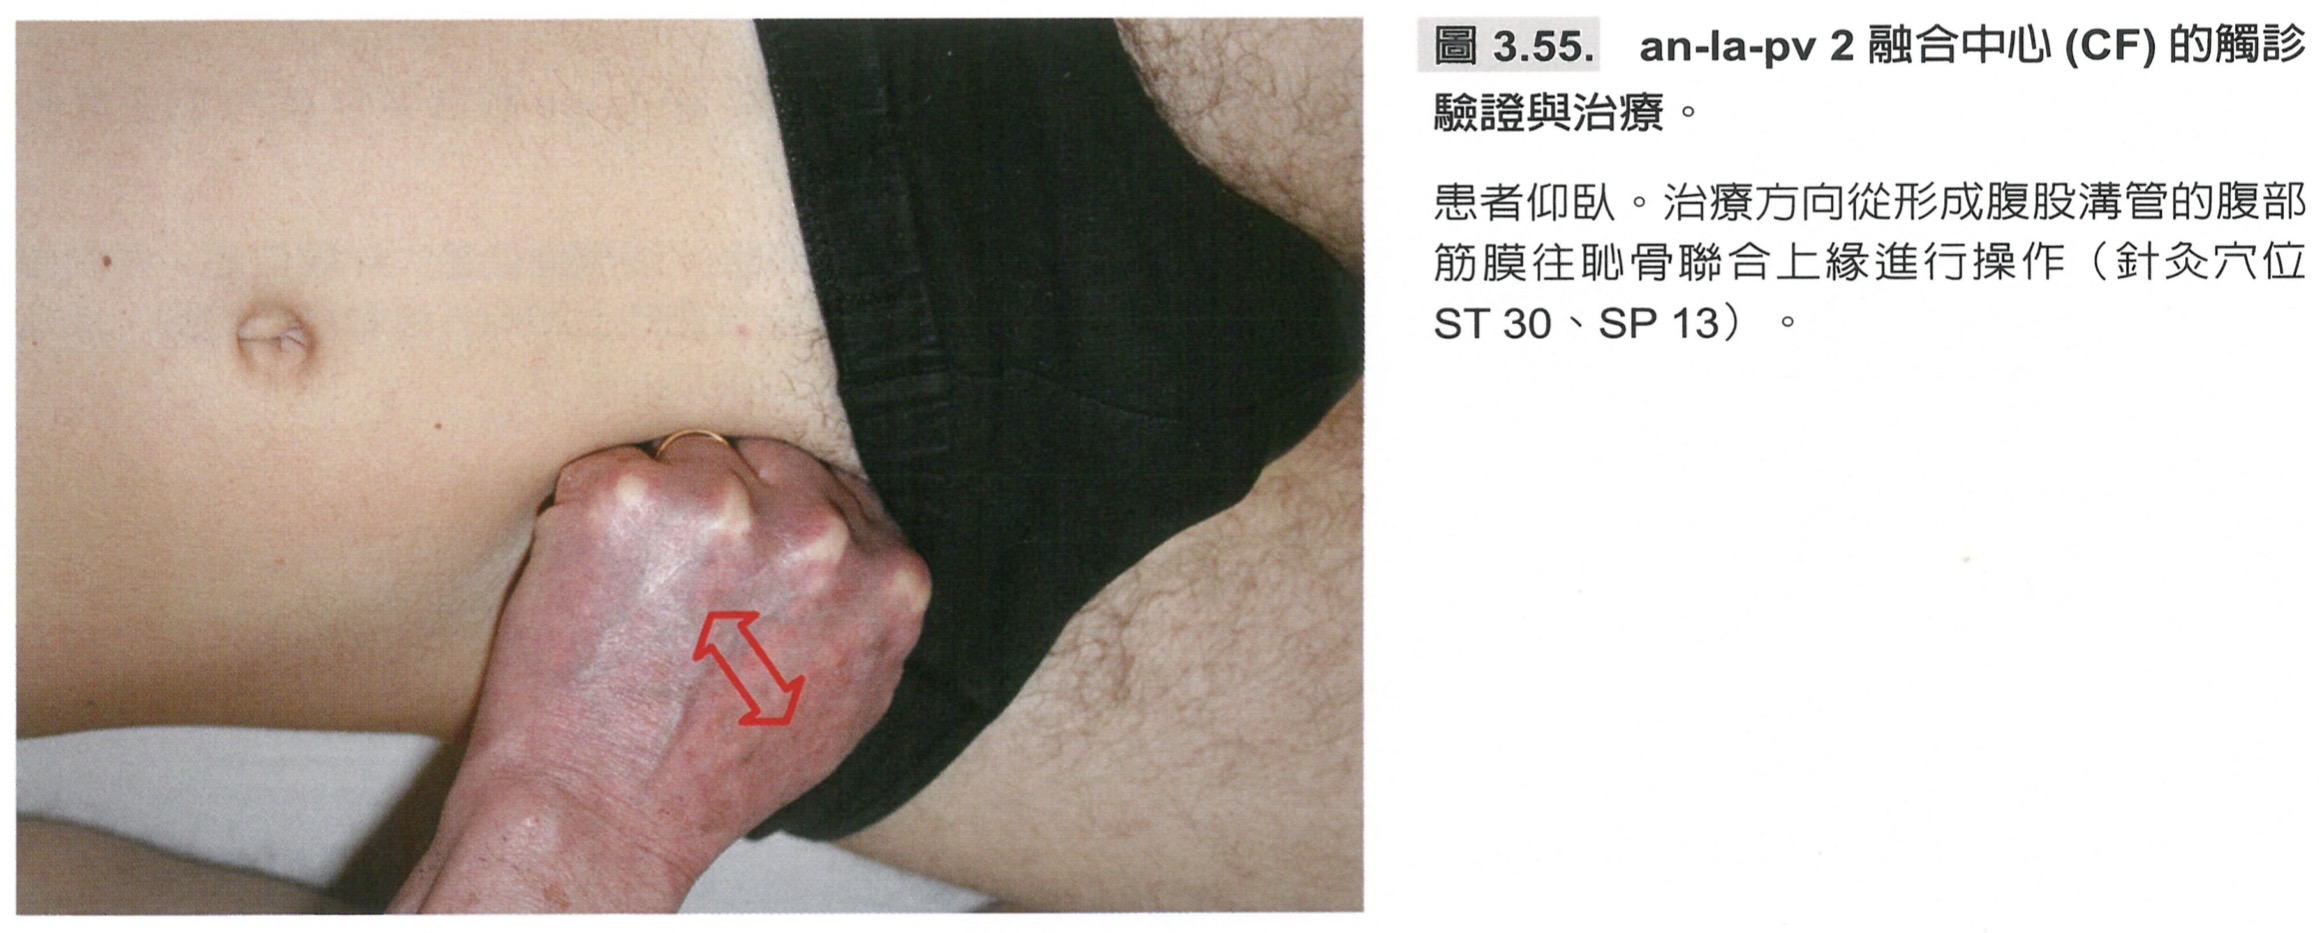 圖 3.55. an-la-pv 2 融合中心 (CF) 的觸診
驗證與治療。
患者仰臥。治療方向從形成腹股溝管的腹部
筋膜往恥骨聯合上緣進行操作（針灸穴位
ST 30、SP 13）。